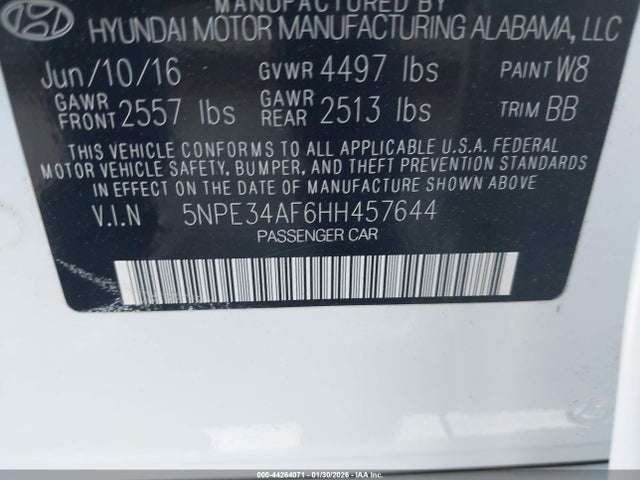 MANUFACTURED BY
HYUNDAI MOTOR MANUFACTURING ALABAMA, LLC
Jun/10/16 GVWR 4497 lbs PAINT W8
GAWR FRONT 2557 lbs GAWR REAR 2513 lbs TRIM BB
THIS VEHICLE CONFORMS TO ALL APPLICABLE U.S.A. FEDERAL
MOTOR VEHICLE SAFETY, BUMPER, AND THEFT PREVENTION STANDARDS
IN EFFECT ON THE DATE OF MANUFACTURE SHOWN ABOVE.
V.I.N 5NPE34AF6HH457644
PASSENGER CAR
000-44264071 - 01/30/2026 - IAA Inc.